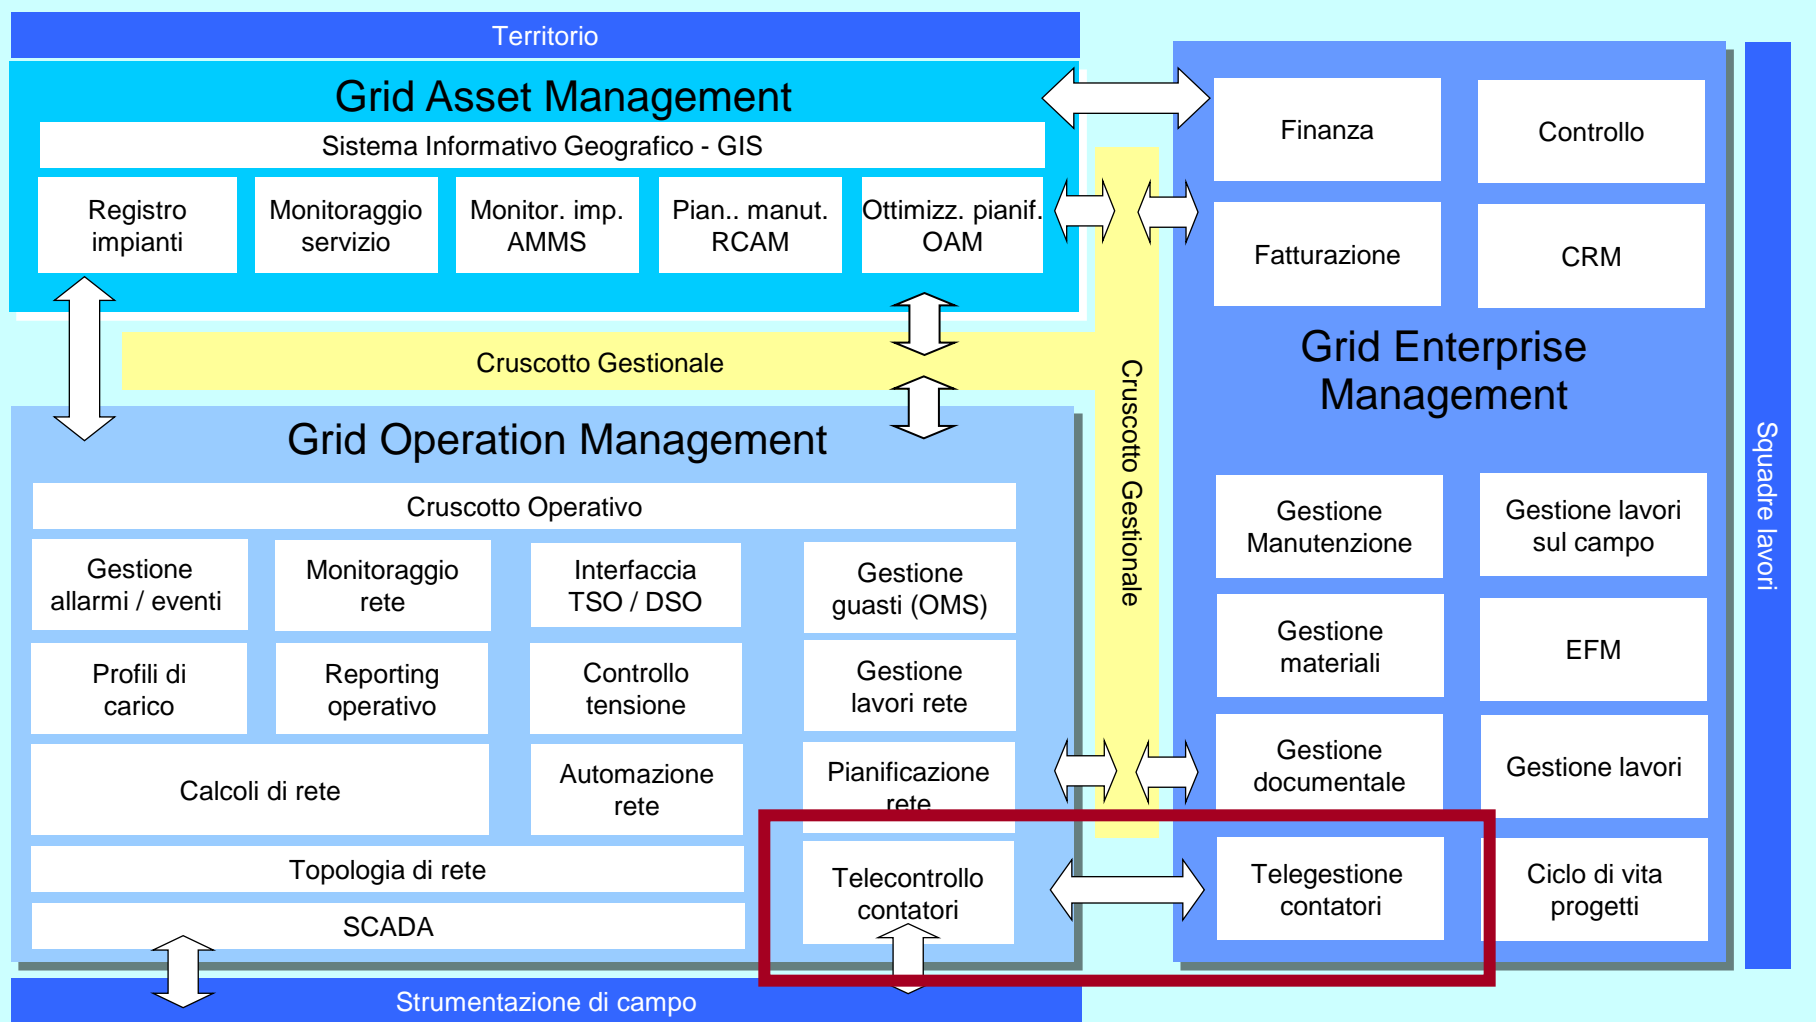 Territorio
Grid Asset Management
Sistema Informativo Geografico - GIS
Registro
impianti
Monitoraggio
servizio
Monitor. imp.
AMMS
Pian.. manut.
RCAM
Ottimizz. pianif.
OAM
Cruscotto Gestionale
Cruscotto Gestionale
Grid Operation Management
Cruscotto Operativo
Gestione
allarmi / eventi
Monitoraggio
rete
Interfaccia
TSO / DSO
Gestione
guasti (OMS)
Profili di
carico
Reporting
operativo
Controllo
tensione
Gestione
lavori rete
Calcoli di rete
Automazione
rete
Pianificazione
rete
Topologia di rete
SCADA
Telecontrollo
contatori
Strumentazione di campo
Finanza
Controllo
Fatturazione
CRM
Grid Enterprise
Management
Gestione
Manutenzione
Gestione lavori
sul campo
Gestione
materiali
EFM
Gestione
documentale
Gestione lavori
Telegestione
contatori
Ciclo di vita
progetti
Squadre lavori